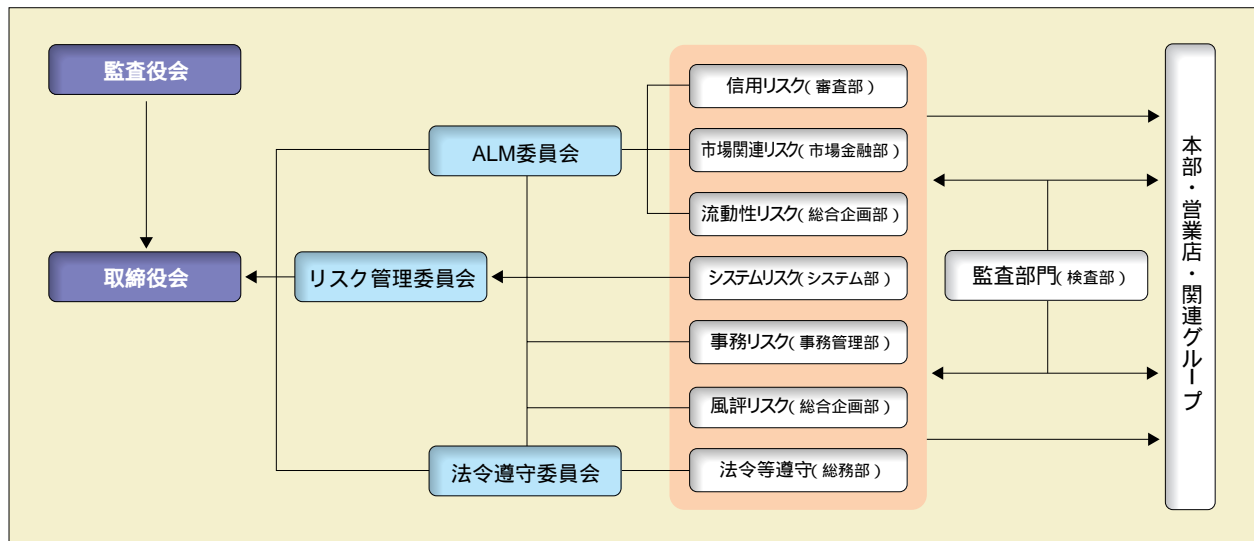 監査役会
取締役会
リスク管理委員会
ALM委員会
法令遵守委員会
信用リスク( 審査部 )
市場関連リスク( 市場金融部 )
流動性リスク( 総合企画部 )
システムリスク( システム部 )
事務リスク( 事務管理部 )
風評リスク( 総合企画部 )
法令等遵守( 総務部 )
監査部門( 検査部 )
本部・営業店・関連グループ